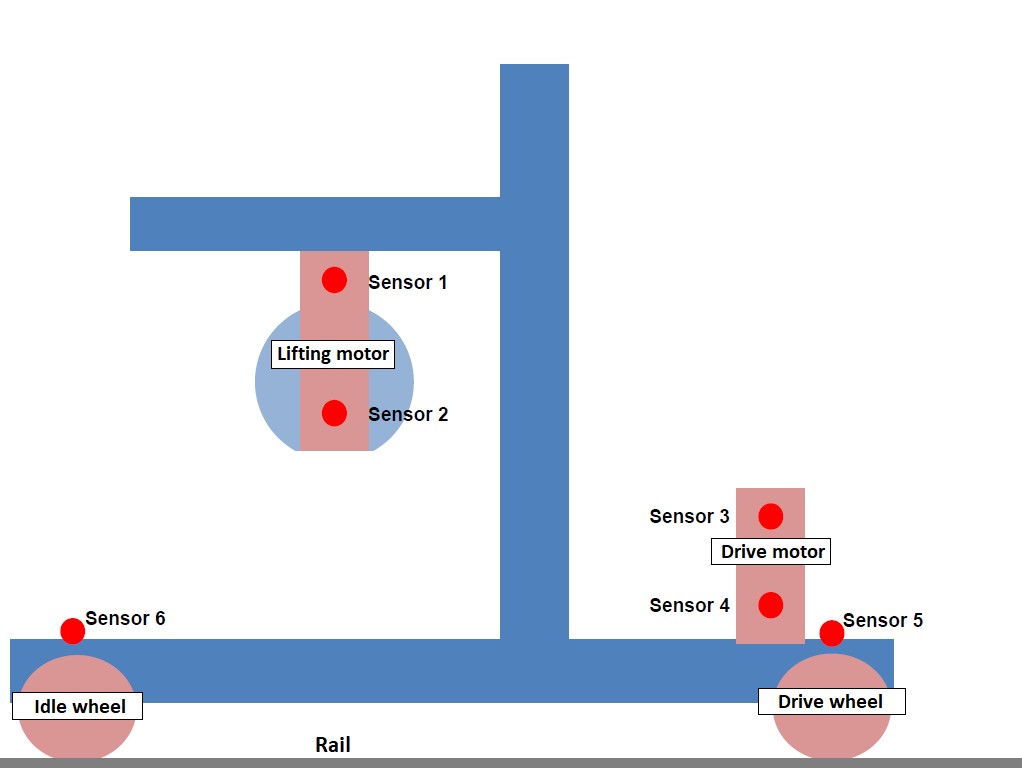 Sensor 1
Lifting motor
Sensor 2
Sensor 3
Drive motor
Sensor 4
Sensor 6
Sensor 5
Idle wheel
Drive wheel
Rail